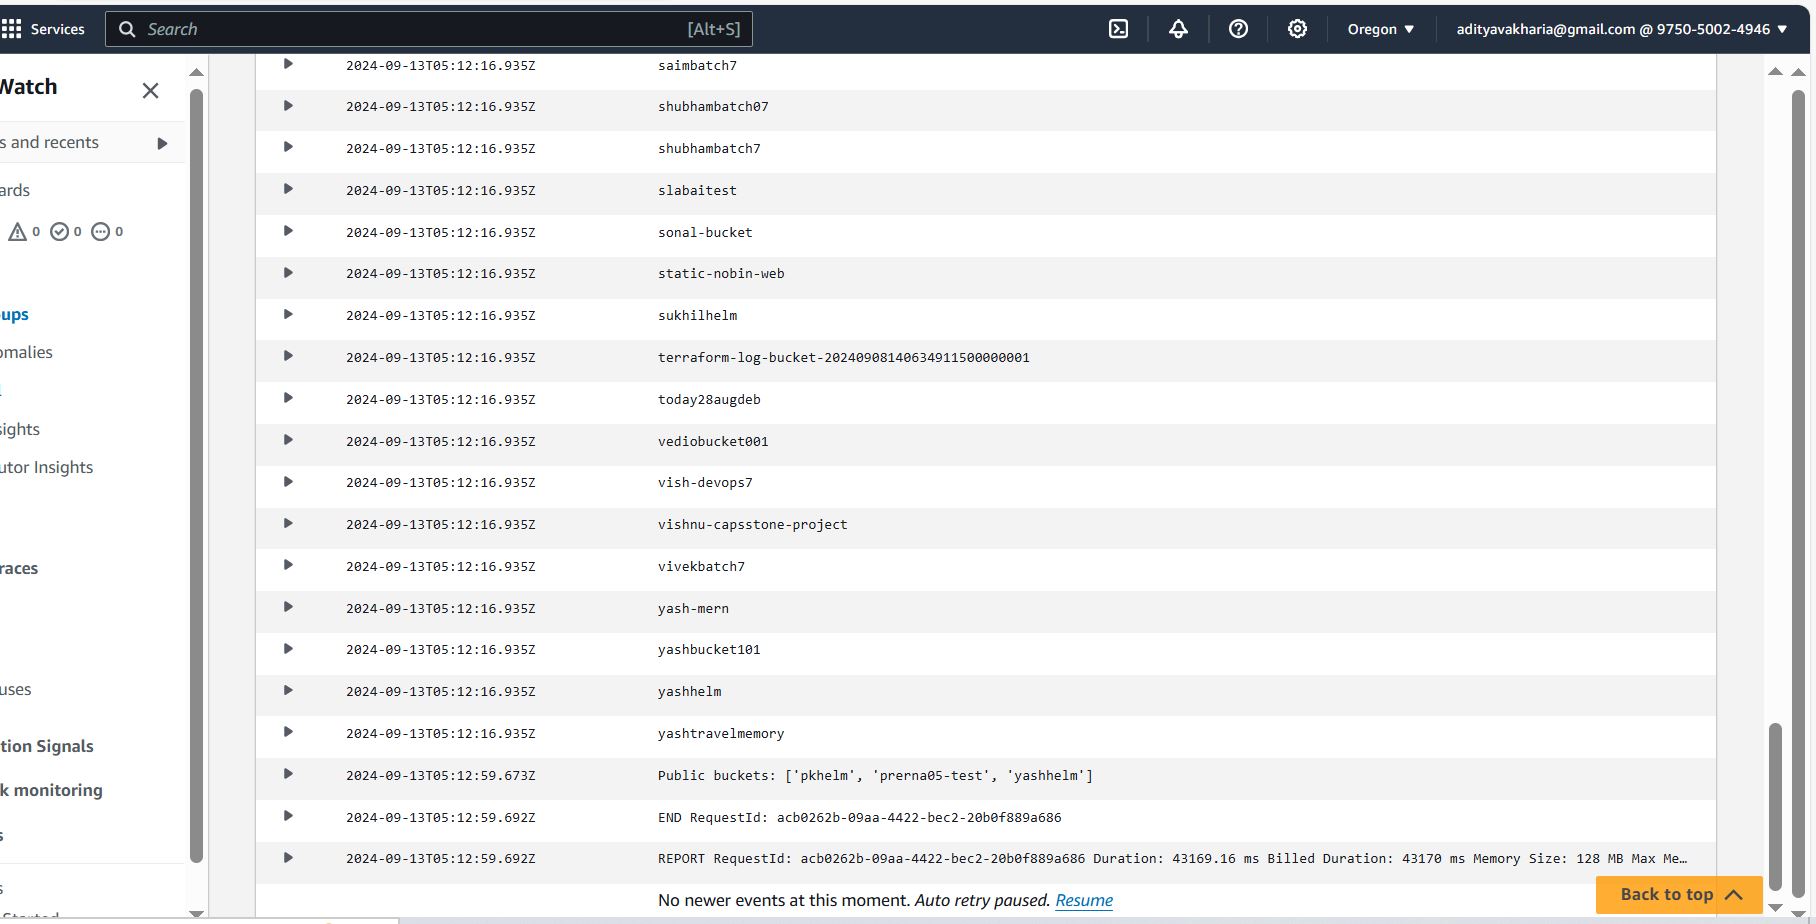 Services Search [Alt+S] Oregon adityavakharia@gmail.com @ 9750-5002-4946
Watch
s and recents
ards
0 0 0
ups
omalies
sights
utor Insights
races
uses
tion Signals
k monitoring
s
s
2024-09-13T05:12:16.935Z saimbatch7
2024-09-13T05:12:16.935Z shubhambatch07
2024-09-13T05:12:16.935Z shubhambatch7
2024-09-13T05:12:16.935Z slabaitest
2024-09-13T05:12:16.935Z sonal-bucket
2024-09-13T05:12:16.935Z static-nobin-web
2024-09-13T05:12:16.935Z sukhilhelm
2024-09-13T05:12:16.935Z terraform-log-bucket-20240908140634911500000001
2024-09-13T05:12:16.935Z today28augdeb
2024-09-13T05:12:16.935Z vediobucket001
2024-09-13T05:12:16.935Z vish-devops7
2024-09-13T05:12:16.935Z vishnu-capsstone-project
2024-09-13T05:12:16.935Z vivekbatch7
2024-09-13T05:12:16.935Z yash-mern
2024-09-13T05:12:16.935Z yashbucket101
2024-09-13T05:12:16.935Z yashhelm
2024-09-13T05:12:16.935Z yashtravelmemory
2024-09-13T05:12:59.673Z Public buckets: ['pkhelm', 'prerna05-test', 'yashhelm']
2024-09-13T05:12:59.692Z END RequestId: acb0262b-09aa-4422-bec2-20b0f889a686
2024-09-13T05:12:59.692Z REPORT RequestId: acb0262b-09aa-4422-bec2-20b0f889a686 Duration: 43169.16 ms Billed Duration: 43170 ms Memory Size: 128 MB Max Me…
No newer events at this moment. Auto retry paused. Resume
Back to top